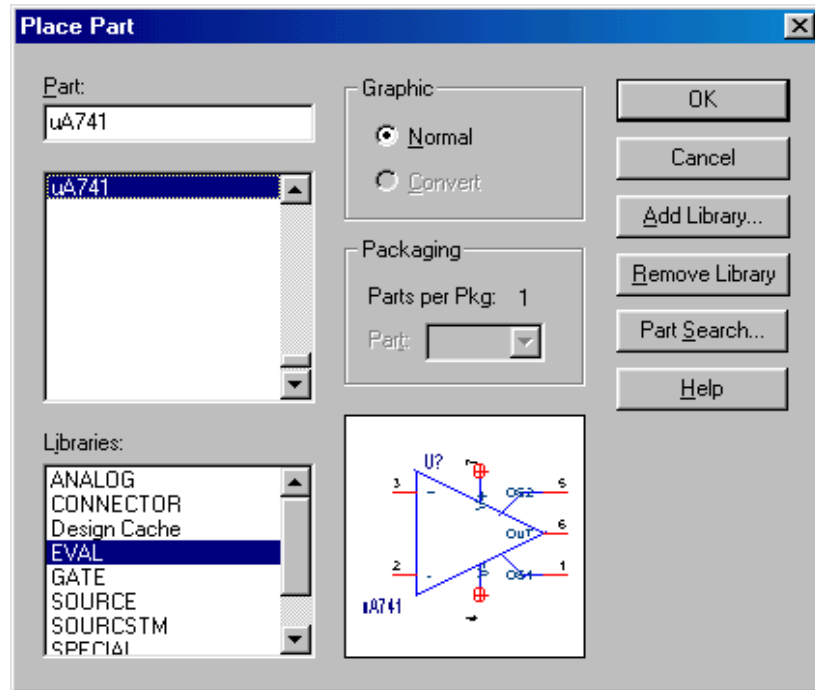 Place Part
Part:
uA741
uA741
Libraries:
ANALOG
CONNECTOR
Design Cache
EVAL
GATE
SOURCE
SOURCSTM
SPECIAL
Graphic
Normal
Convert
Packaging
Parts per Pkg: 1
Part:
U?
3
2
7
V+
OS2
5
OUT
6
OS1
1
V-
4
uA741
OK
Cancel
Add Library...
Remove Library
Part Search...
Help